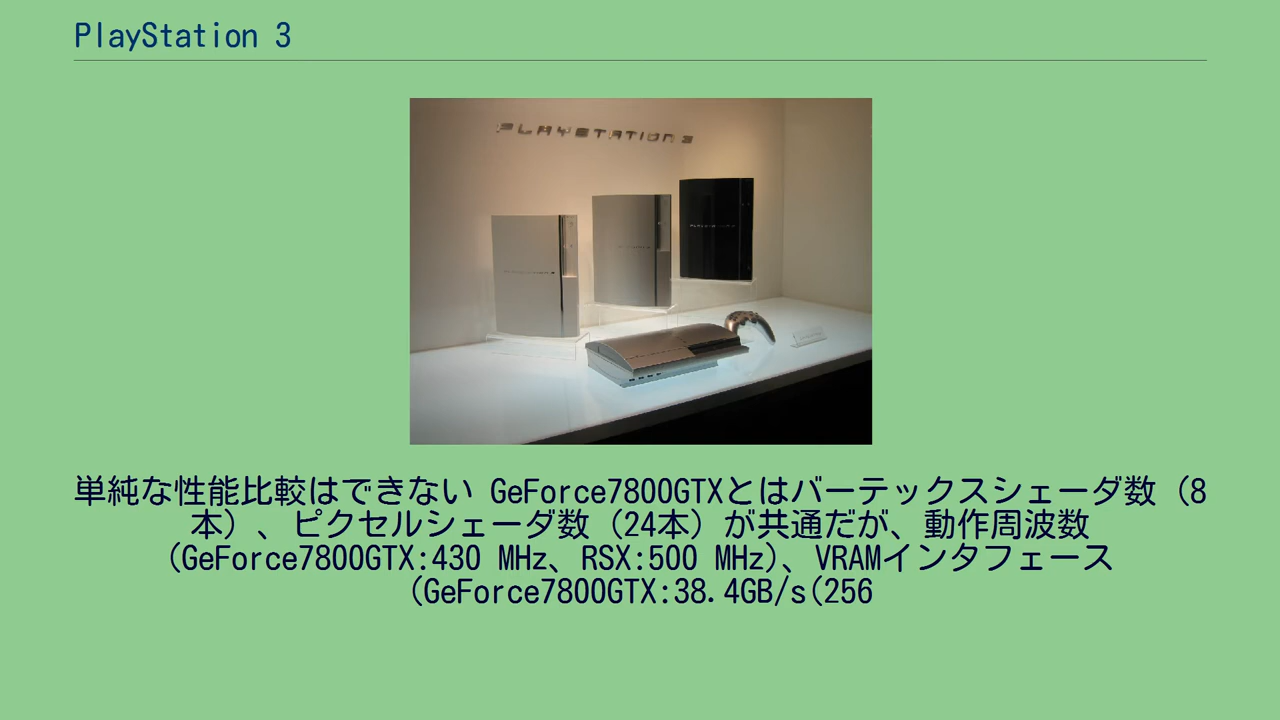 PlayStation 3
PLAYSTATION 3
単純な性能比較はできない GeForce7800GTXとはバーテックスシェーダ数（8
本）、ピクセルシェーダ数（24本）が共通だが、動作周波数
(GeForce7800GTX:430 MHz、RSX:500 MHz)、VRAMインタフェース
(GeForce7800GTX:38.4GB/s(256